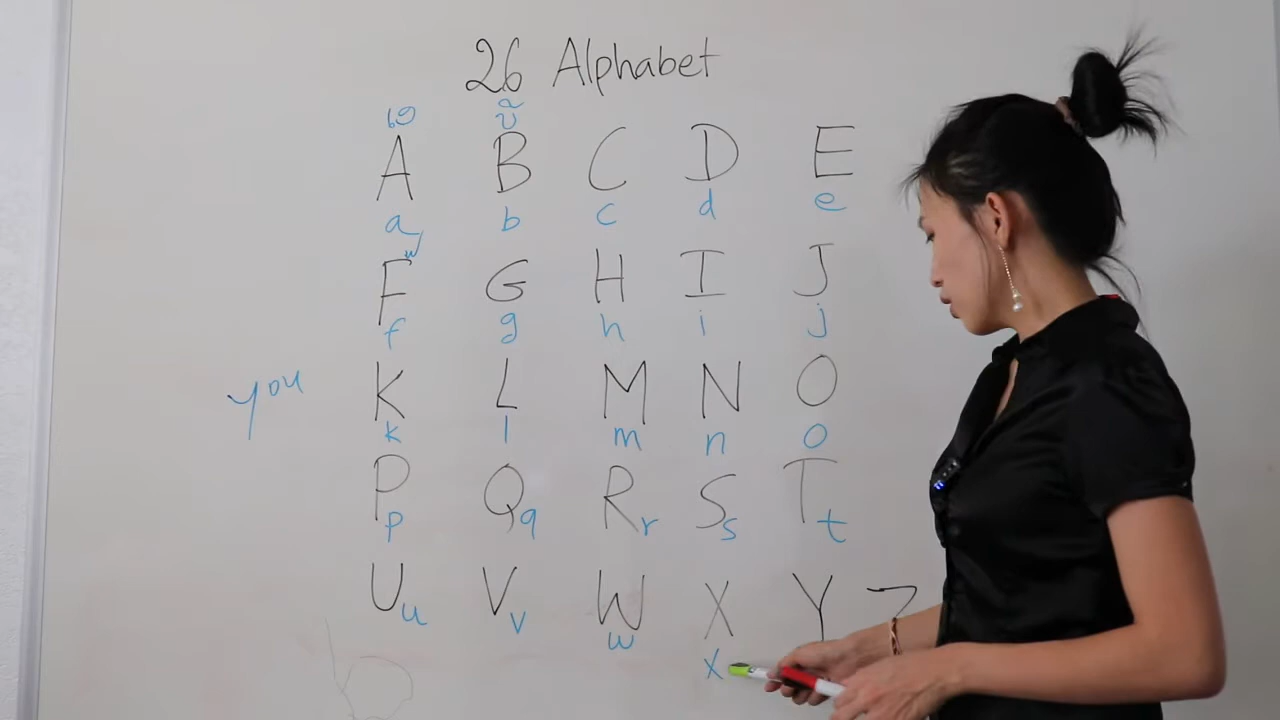 26 Alphabet
A B C D E
a b c d e
F G H I J
f g h i j
you
K L M N O
k l m n o
P Q R S T
p q r s t
U V W X Y Z
u v w x